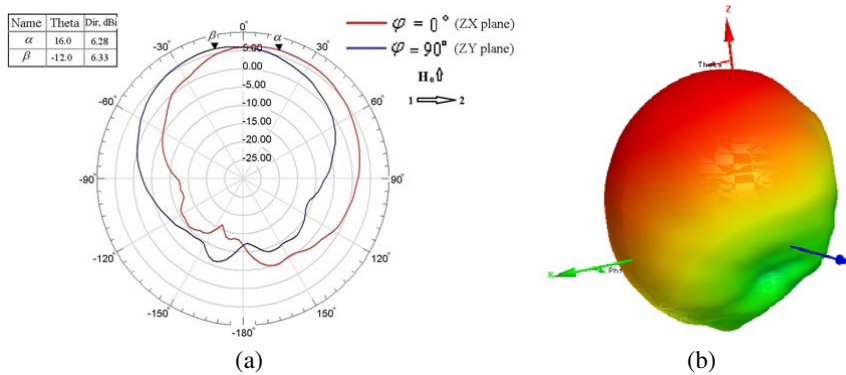 Name Theta Dir, dBi
α 16.0 6.28
β -12.0 6.33
φ = 0° (ZX plane)
φ = 90° (ZY plane)
H₀
1 2
0°
β α
-30° 30°
-60° 60°
-90° 90°
-120° 120°
-150° 150°
-180°
5.00
0.00
-5.00
-10.00
-15.00
-20.00
-25.00
(a)
Z
Theta
X
Phi
(b)